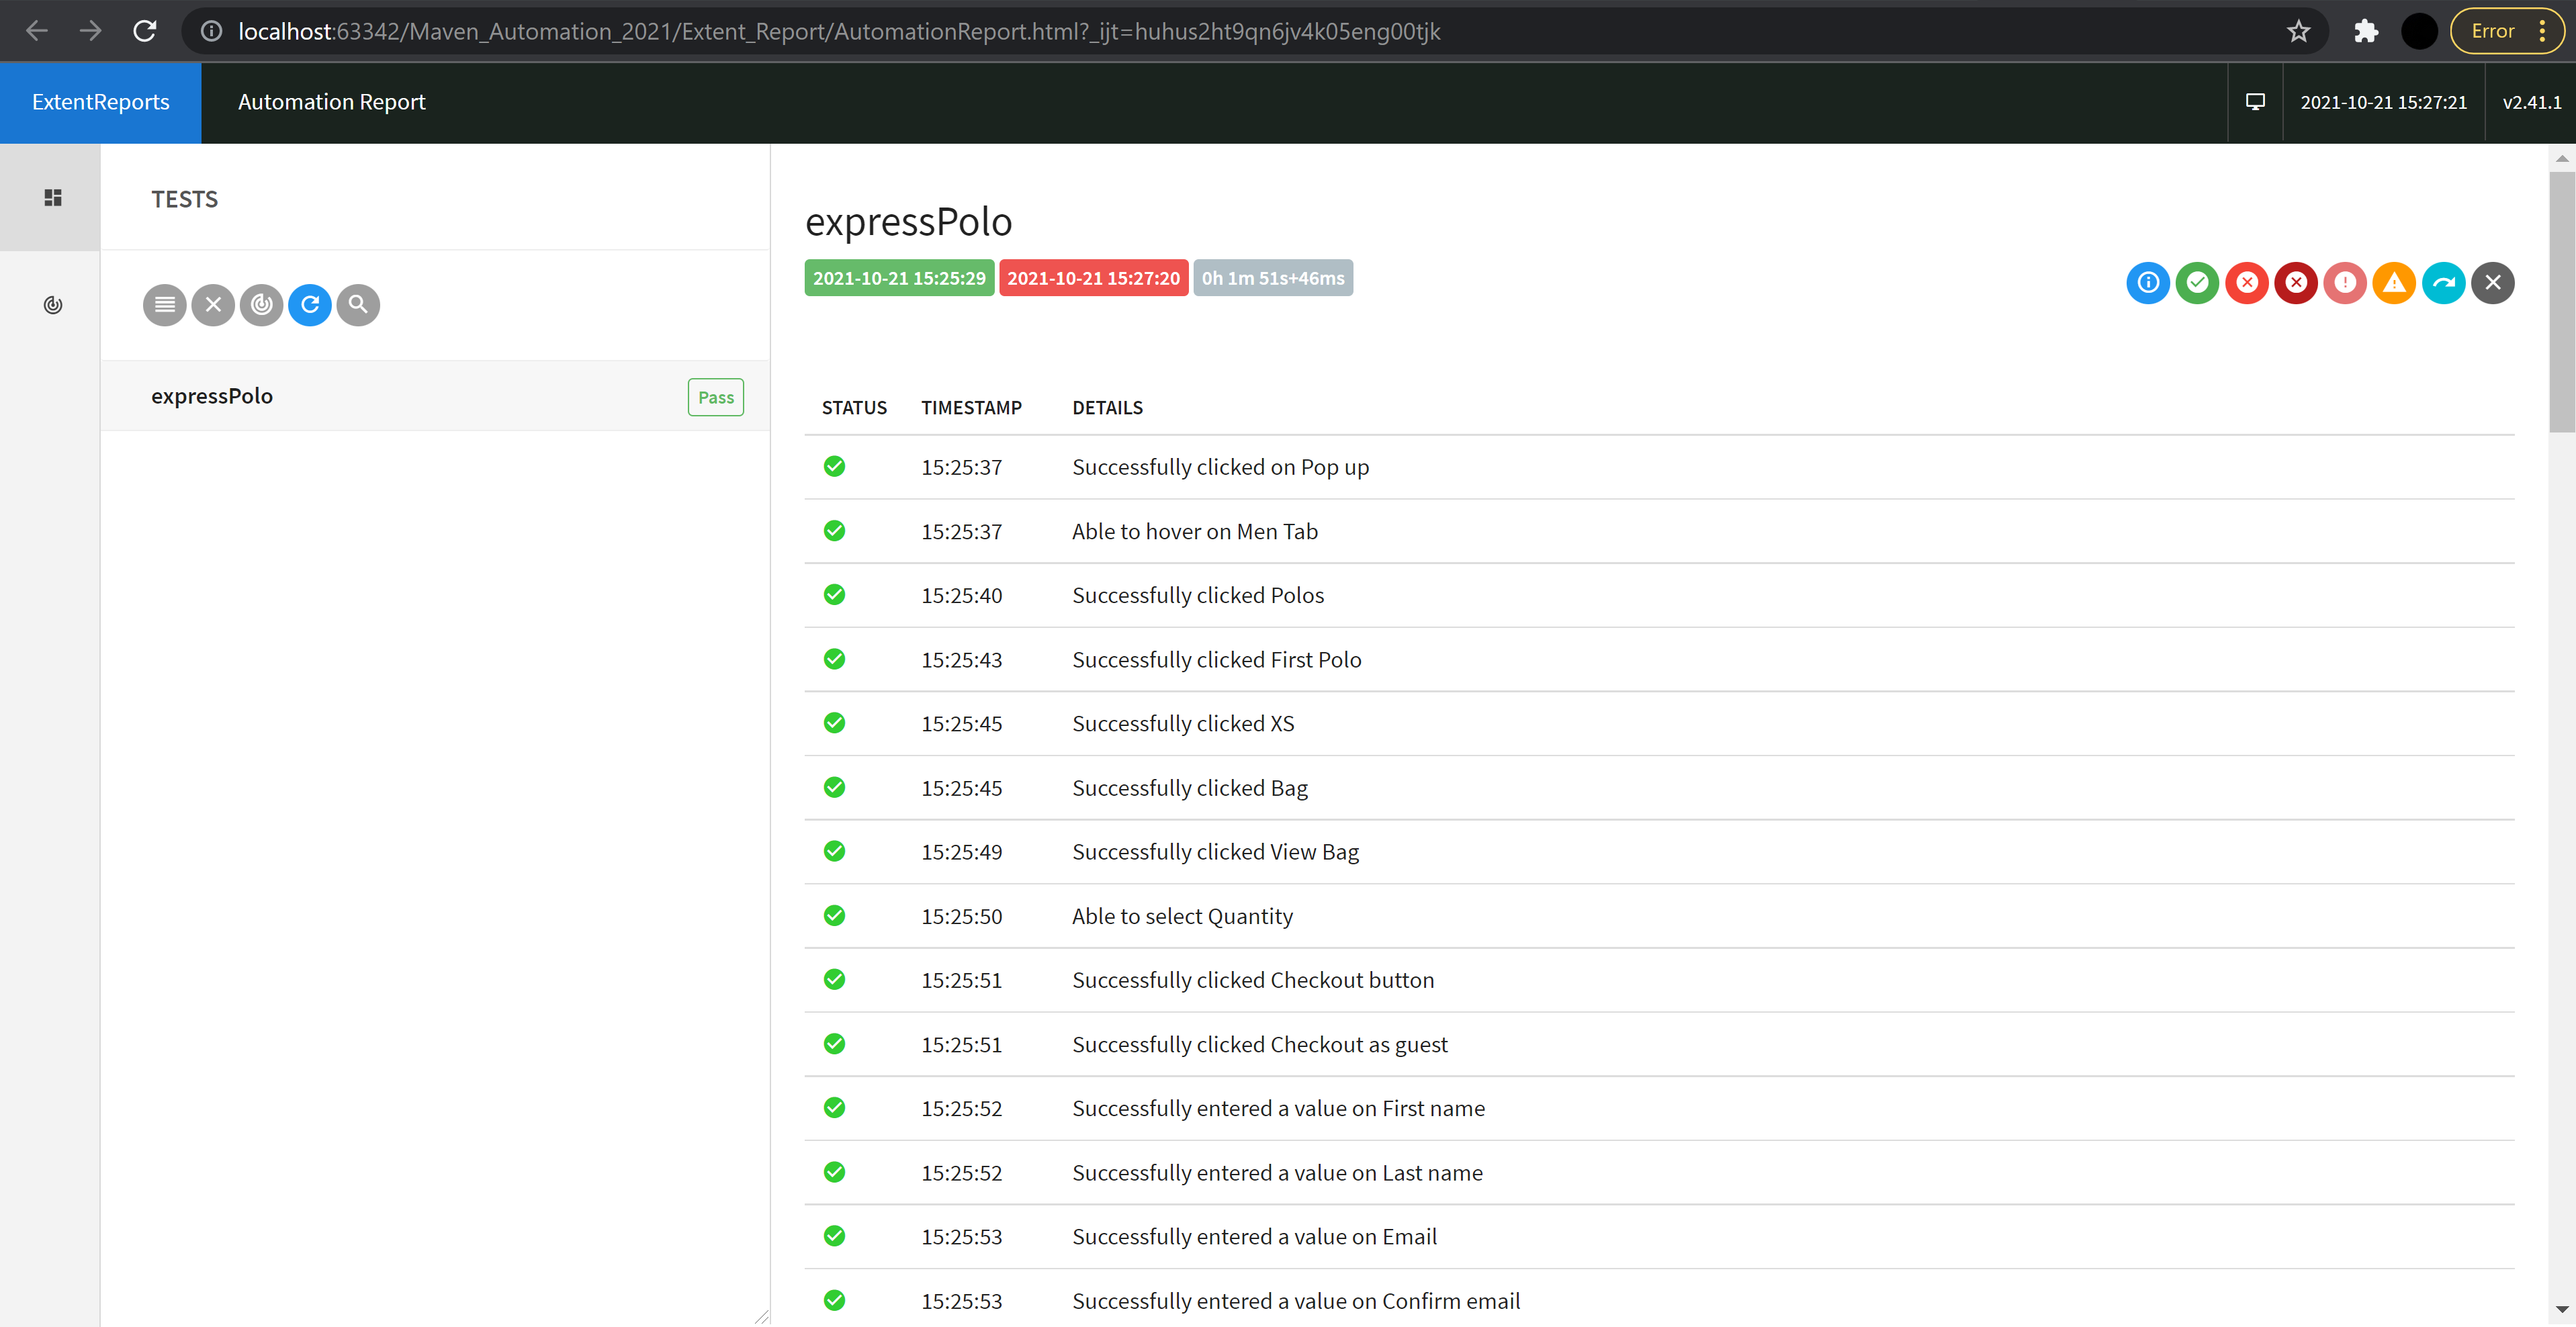 localhost:63342/Maven_Automation_2021/Extent_Report/AutomationReport.html?_ijt=huhus2ht9qn6jv4k05eng00tjk
Error
ExtentReports
Automation Report
2021-10-21 15:27:21
v2.41.1
TESTS
expressPolo
Pass
expressPolo
2021-10-21 15:25:29
2021-10-21 15:27:20
0h 1m 51s+46ms
STATUS TIMESTAMP DETAILS
15:25:37 Successfully clicked on Pop up
15:25:37 Able to hover on Men Tab
15:25:40 Successfully clicked Polos
15:25:43 Successfully clicked First Polo
15:25:45 Successfully clicked XS
15:25:45 Successfully clicked Bag
15:25:49 Successfully clicked View Bag
15:25:50 Able to select Quantity
15:25:51 Successfully clicked Checkout button
15:25:51 Successfully clicked Checkout as guest
15:25:52 Successfully entered a value on First name
15:25:52 Successfully entered a value on Last name
15:25:53 Successfully entered a value on Email
15:25:53 Successfully entered a value on Confirm email